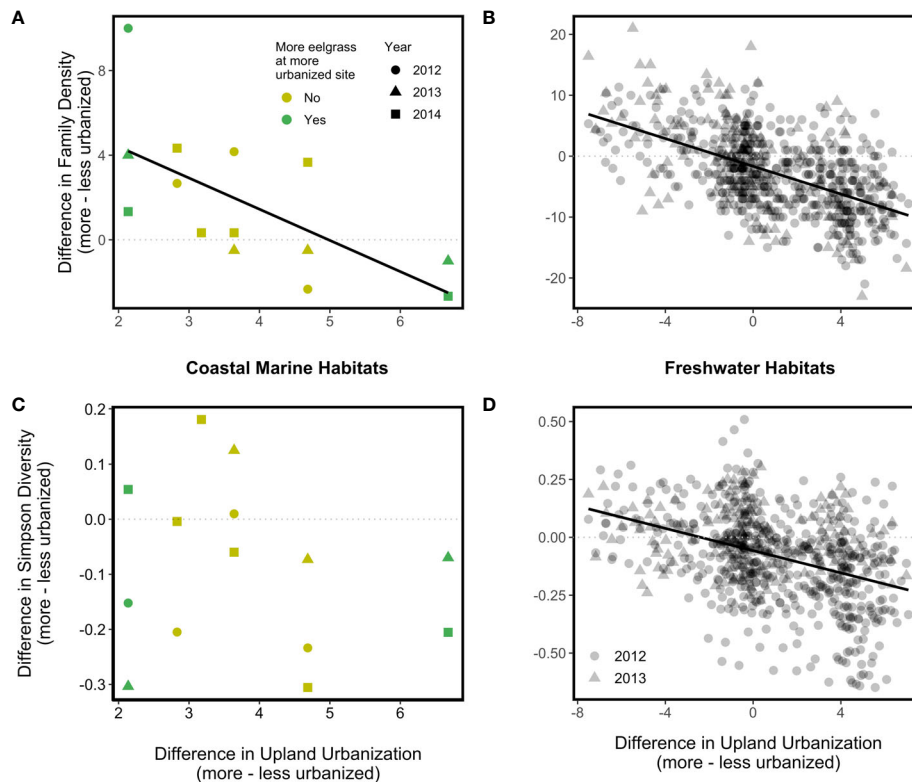 A
B
Difference in Family Density
(more - less urbanized)
8
4
0
2
3
4
5
6
More eelgrass
at more
urbanized site
No
Yes
Year
2012
2013
2014
20
10
0
-10
-20
-8
-4
0
4
Coastal Marine Habitats
Freshwater Habitats
C
D
Difference in Simpson Diversity
(more - less urbanized)
0.2
0.1
0.0
-0.1
-0.2
-0.3
2
3
4
5
6
Difference in Upland Urbanization
(more - less urbanized)
0.50
0.25
0.00
-0.25
-0.50
2012
2013
-8
-4
0
4
Difference in Upland Urbanization
(more - less urbanized)